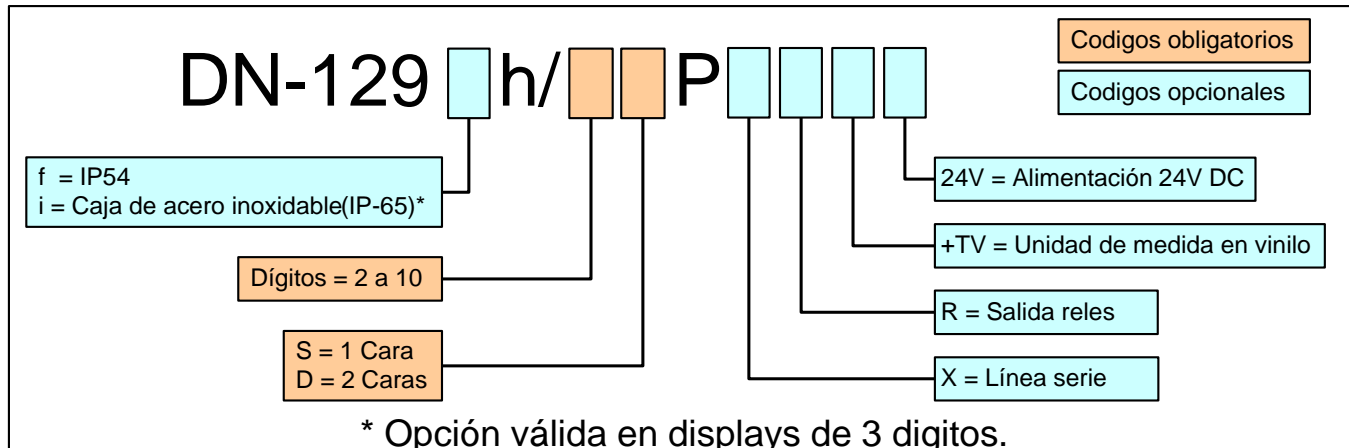 DN-129 h/ P
Codigos obligatorios
Codigos opcionales
f = IP54
i = Caja de acero inoxidable(IP-65)*
24V = Alimentación 24V DC
+TV = Unidad de medida en vinilo
Dígitos = 2 a 10
R = Salida reles
S = 1 Cara
D = 2 Caras
X = Línea serie
* Opción válida en displays de 3 digitos.